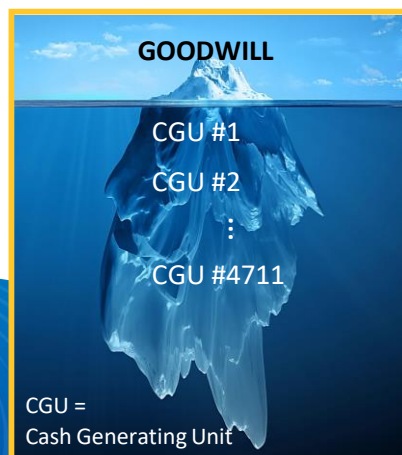 GOODWILL
CGU #1
CGU #2
⋮
CGU #4711
CGU =
Cash Generating Unit